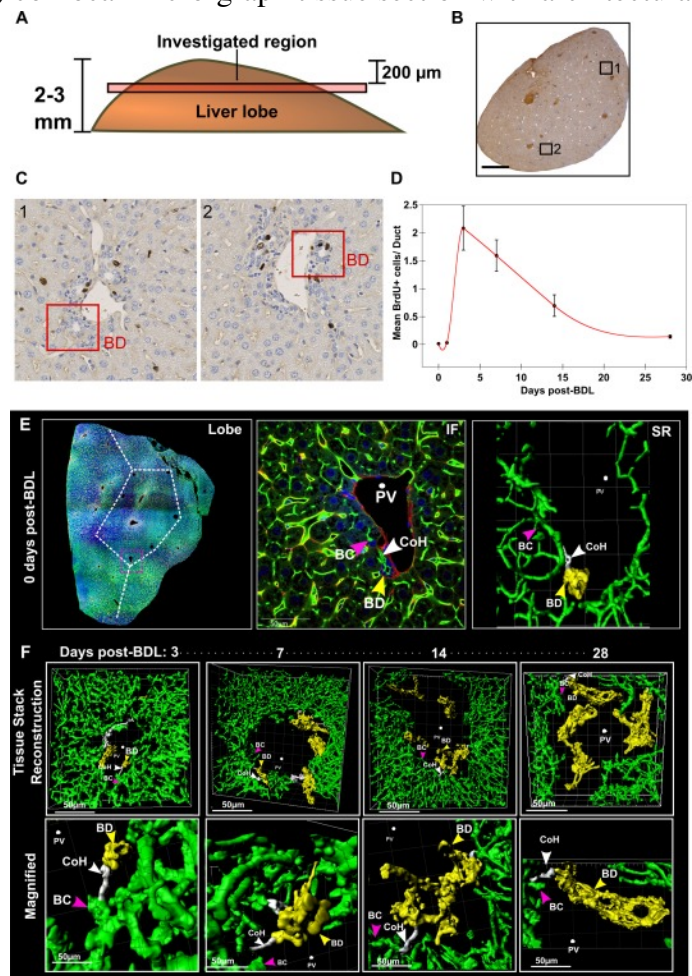 A
Investigated region
2-3
mm
200 µm
Liver lobe
B
1
2
C
1
BD
2
BD
D
Mean BrdU+ cells/ Duct
2.5
2
1.5
1
0.5
0
0 5 10 15 20 25 30
Days post-BDL
E
0 days post-BDL
Lobe
IF
PV
BC
CoH
BD
50µm
SR
PV
BC
CoH
BD
F
Days post-BDL: 3
7
14
28
Tissue Stack
Reconstruction
PV
BD
CoH
BC
50µm
BC
BD
PV
CoH
50µm
BD
PV
BC
CoH
50µm
CoH
BC
BD
PV
50µm
Magnified
PV
BD
CoH
BC
50µm
CoH
BD
BC
PV
50µm
BD
PV
BC
CoH
50µm
CoH
BD
BC
PV
50µm